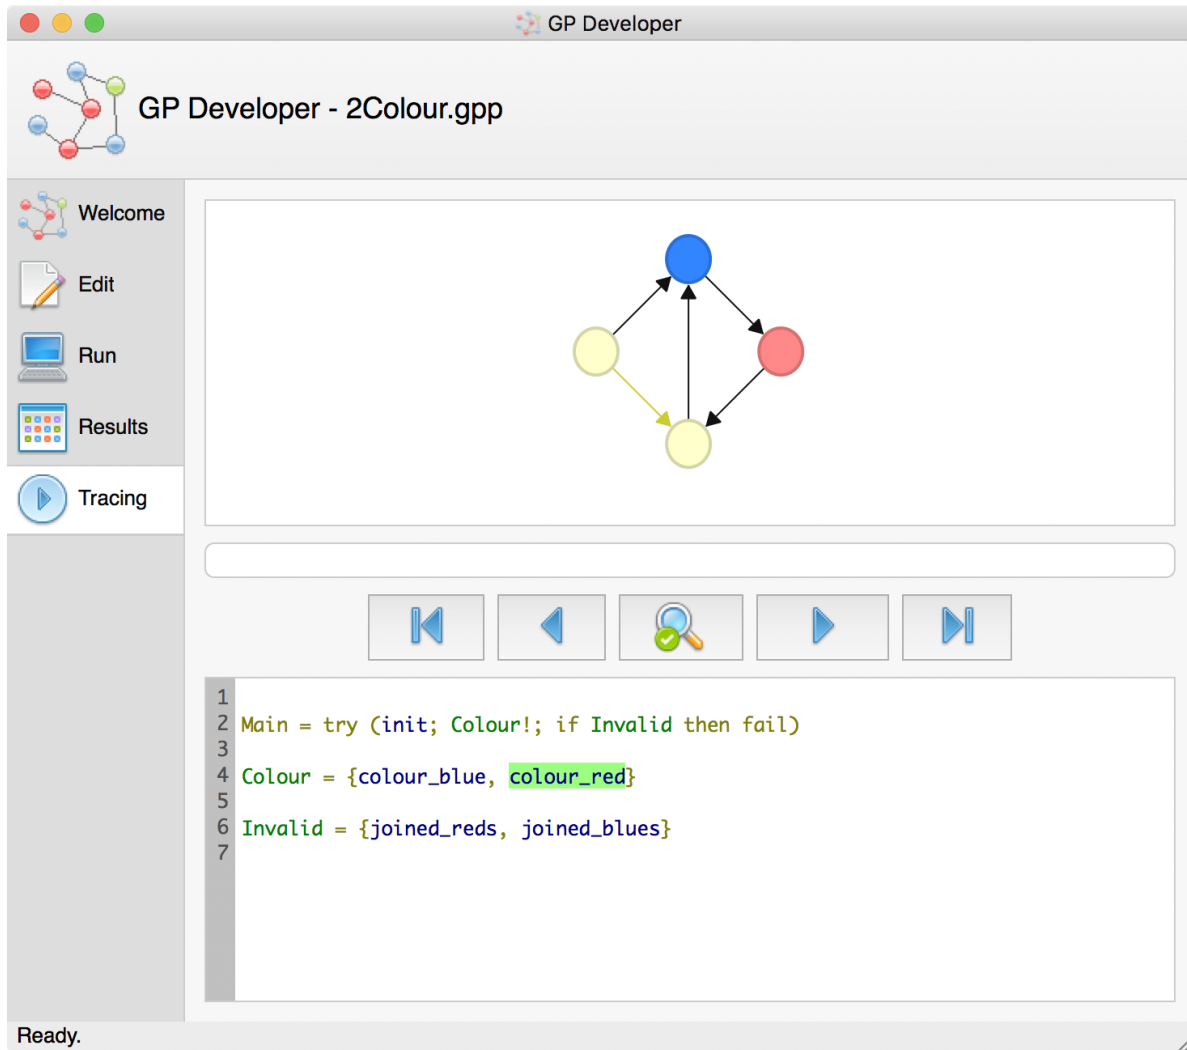 GP Developer
GP Developer - 2Colour.gpp
Welcome
Edit
Run
Results
Tracing
1
2 Main = try (init; Colour!; if Invalid then fail)
3
4 Colour = {colour_blue, colour_red}
5
6 Invalid = {joined_reds, joined_blues}
7
Ready.